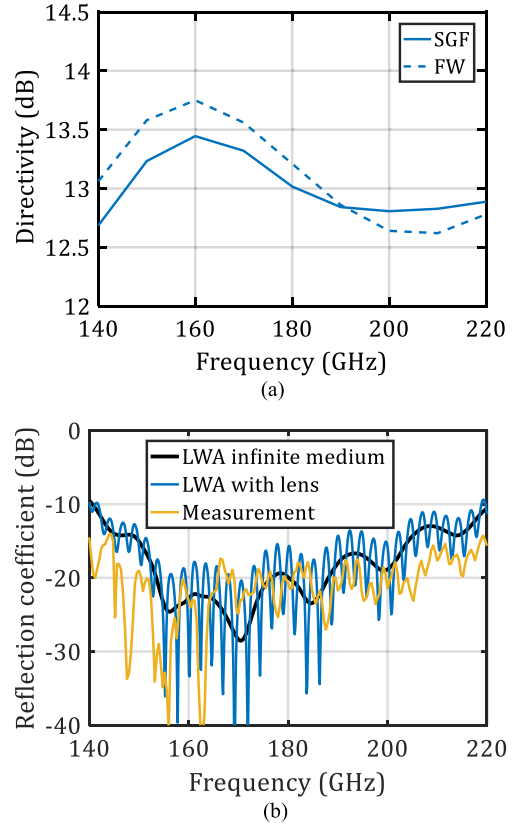 14.5
14
13.5
13
12.5
12
Directivity (dB)
SGF
FW
140
160
180
200
220
Frequency (GHz)
(a)
0
-10
-20
-30
-40
Reflection coefficient (dB)
LWA infinite medium
LWA with lens
Measurement
140
160
180
200
220
Frequency (GHz)
(b)